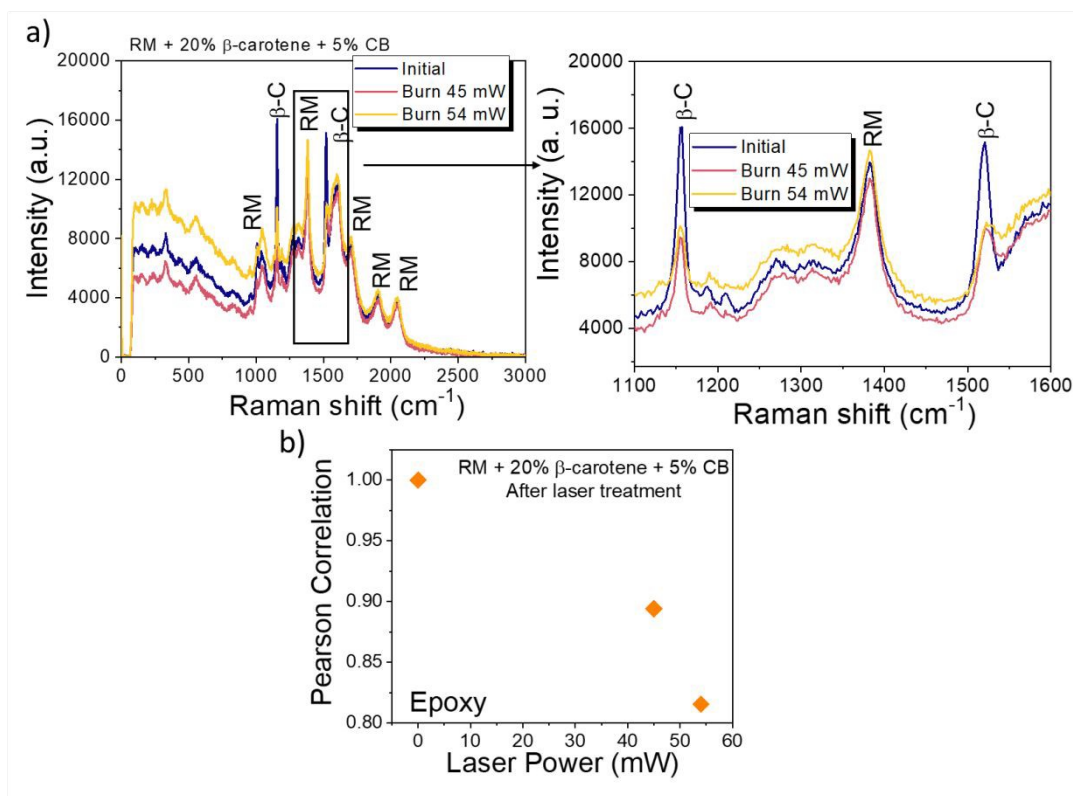 a)
RM + 20% β-carotene + 5% CB
20000
16000
12000
8000
4000
0
Intensity (a.u.)
0
500
1000
1500
2000
2500
3000
Raman shift (cm⁻¹)
RM
β-C
RM
β-C
RM
RM
RM
Initial
Burn 45 mW
Burn 54 mW
20000
16000
12000
8000
4000
Intensity (a. u.)
1100
1200
1300
1400
1500
1600
Raman shift (cm⁻¹)
β-C
RM
β-C
Initial
Burn 45 mW
Burn 54 mW
b)
RM + 20% β-carotene + 5% CB
After laser treatment
1.00
0.95
0.90
0.85
0.80
Pearson Correlation
Epoxy
0
10
20
30
40
50
60
Laser Power (mW)